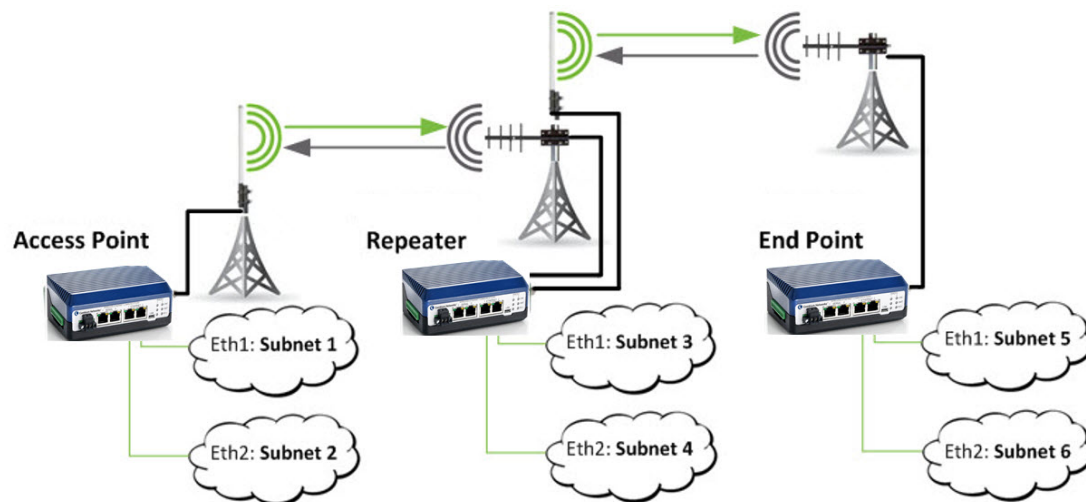 Access Point
Repeater
End Point
Eth1: Subnet 1
Eth1: Subnet 3
Eth1: Subnet 5
Eth2: Subnet 2
Eth2: Subnet 4
Eth2: Subnet 6